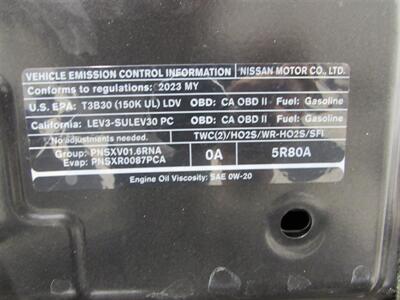 VEHICLE EMISSION CONTROL INFORMATION NISSAN MOTOR CO., LTD.
Conforms to regulations: 2023 MY
U.S. EPA: T3B30 (150K UL) LDV OBD: CA OBD II Fuel: Gasoline
California: LEV3-SULEV30 PC OBD: CA OBD II Fuel: Gasoline
No adjustments needed. TWC(2)/HO2S/WR-HO2S/SFI
Group: PNSXV01.6RNA
Evap: PNSXR0087PCA 0A 5R80A
Engine Oil Viscosity: SAE 0W-20